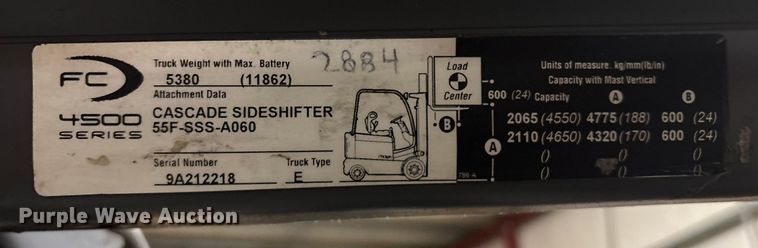 FC
4500
SERIES
Truck Weight with Max. Battery
5380 (11862)
2884
Attachment Data
CASCADE SIDESHIFTER
55F-SSS-A060
Serial Number Truck Type
9A212218 E
Load
Center
600 (24)
B
A
786-A
Units of measure. kg/mm(lb/in)
Capacity with Mast Vertical
Capacity A B
2065 (4550) 4775 (188) 600 (24)
2110 (4650) 4320 (170) 600 (24)
() () ()
() () ()
Purple Wave Auction